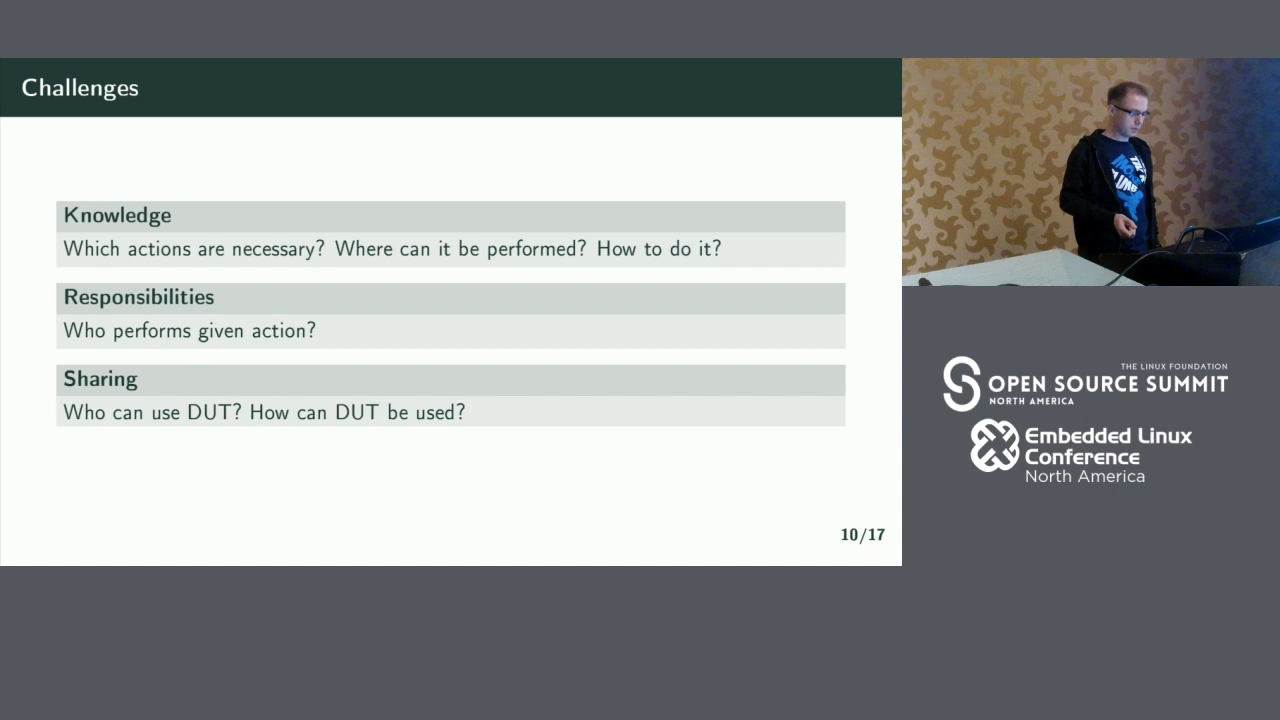 Challenges
Knowledge
Which actions are necessary? Where can it be performed? How to do it?
Responsibilities
Who performs given action?
Sharing
Who can use DUT? How can DUT be used?
10/17
THE LINUX FOUNDATION
OPEN SOURCE SUMMIT
NORTH AMERICA
Embedded Linux
Conference
North America